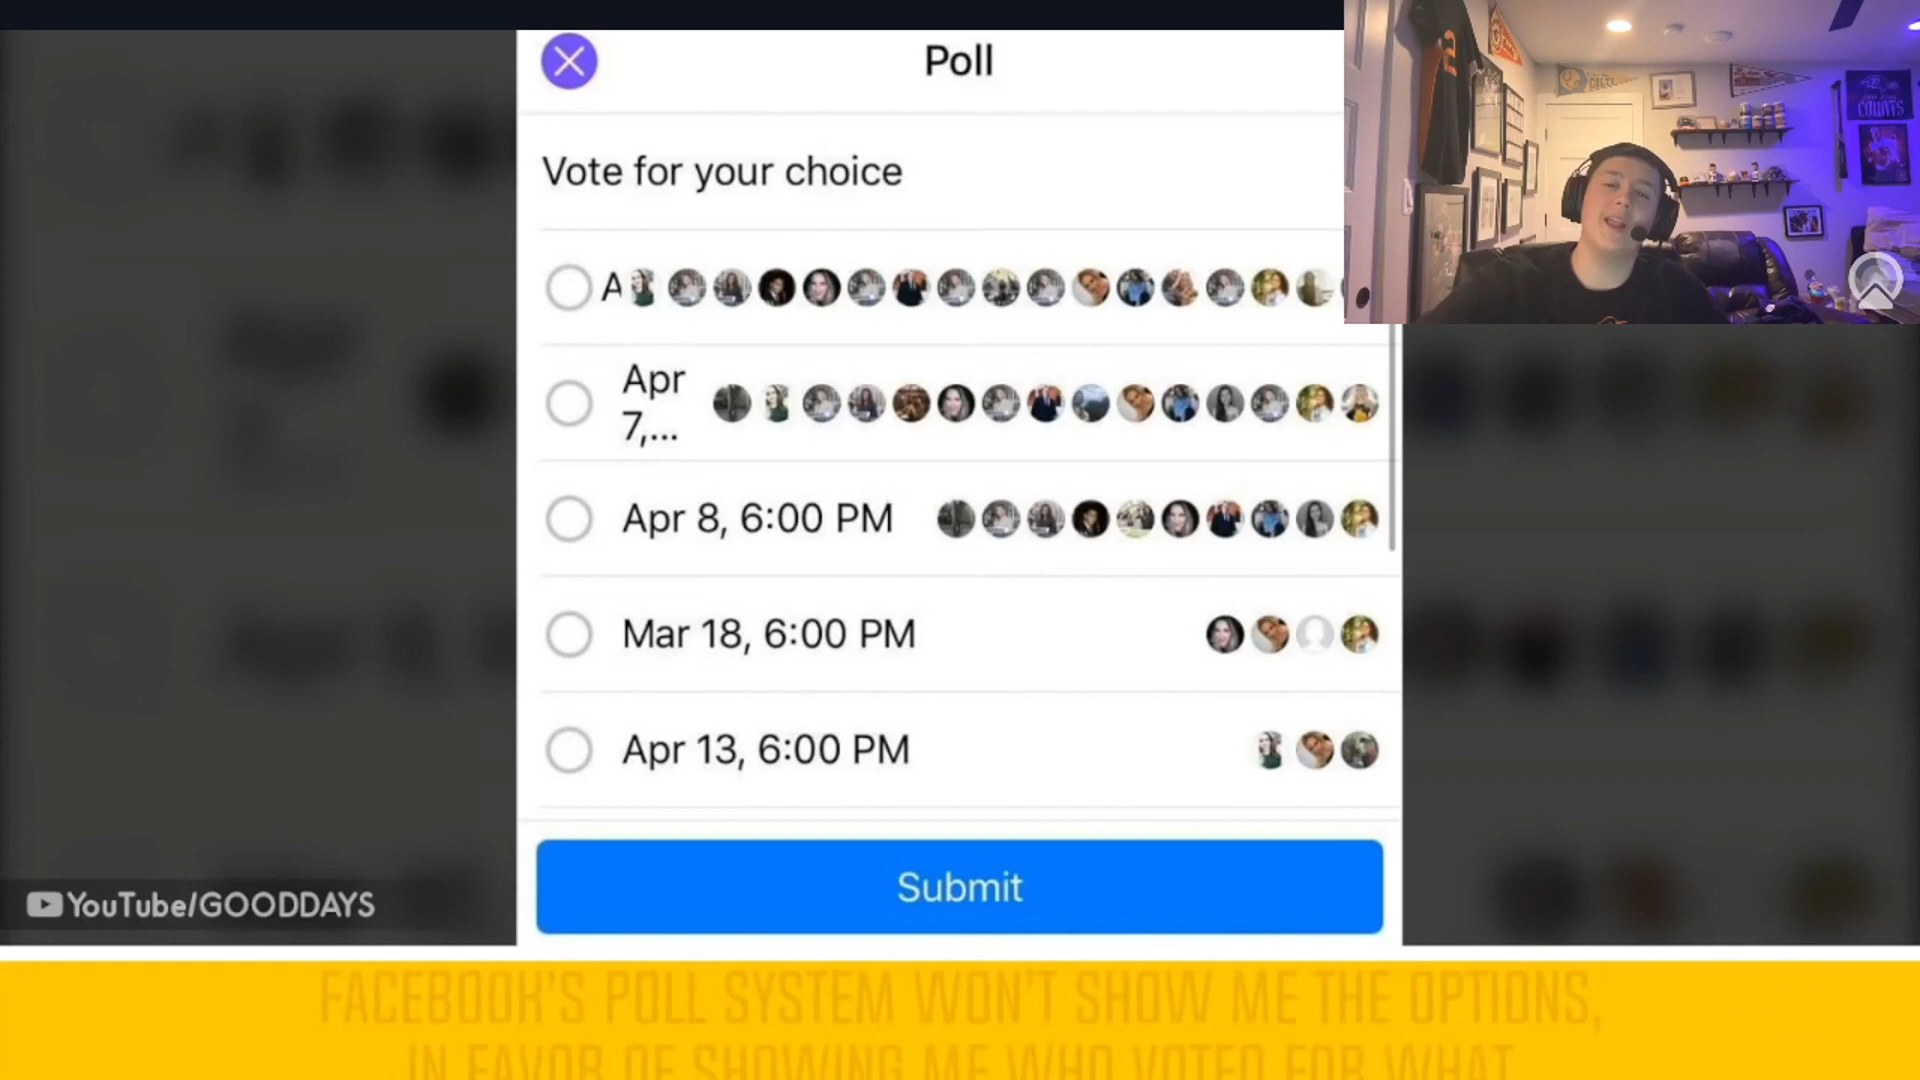 Poll
Vote for your choice
A
Apr
7,...
Apr 8, 6:00 PM
Mar 18, 6:00 PM
Apr 13, 6:00 PM
Submit
YouTube/GOODDAYS
FACEBOOK'S POLL SYSTEM WON'T SHOW ME THE OPTIONS,
IN FAVOR OF SHOWING ME WHO VOTED FOR WHAT
COLTS
COUNTS